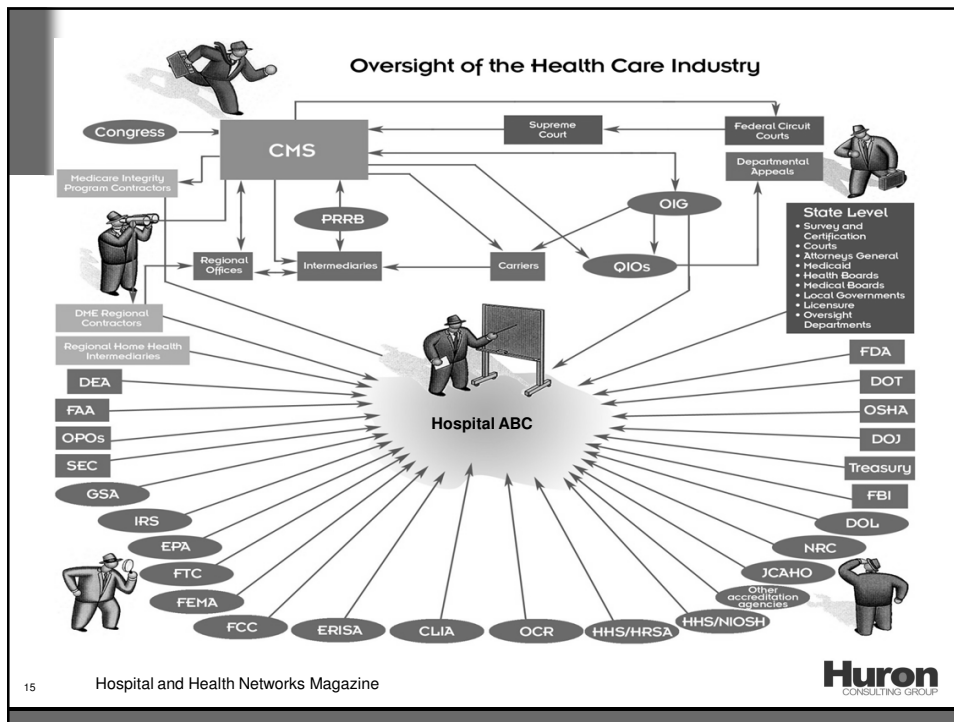 Oversight of the Health Care Industry
Congress
CMS
Supreme
Court
Federal Circuit
Courts
Departmental
Appeals
Medicare Integrity
Program Contractors
PRRB
OIG
Regional
Offices
Intermediaries
Carriers
QIOs
State Level
• Survey and
Certification
• Courts
• Attorneys General
• Medicaid
• Health Boards
• Medical Boards
• Local Governments
• Licensure
• Oversight
Departments
DME Regional
Contractors
Regional Home Health
Intermediaries
Hospital ABC
DEA
FAA
OPOs
SEC
GSA
IRS
EPA
FTC
FEMA
FCC
ERISA
CLIA
OCR
HHS/HRSA
HHS/NIOSH
Other
accreditation
agencies
JCAHO
NRC
DOL
FBI
Treasury
DOJ
OSHA
DOT
FDA
15
Hospital and Health Networks Magazine
Huron
CONSULTING GROUP